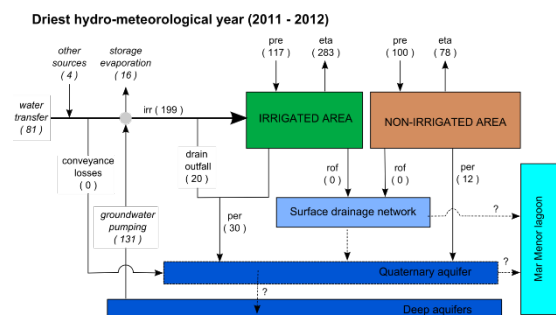 Driest hydro-meteorological year (2011 - 2012)
other
sources
( 4 )
storage
evaporation
( 16 )
pre
( 117 )
eta
( 283 )
pre
( 100 )
eta
( 78 )
water
transfer
( 81 )
irr ( 199 )
IRRIGATED AREA
NON-IRRIGATED AREA
conveyance
losses
( 0 )
drain
outfall
( 20 )
rof
( 0 )
rof
( 0 )
per
( 12 )
groundwater
pumping
( 131 )
per
( 30 )
Surface drainage network
?
Mar Menor lagoon
Quaternary aquifer
?
?
Deep aquifers